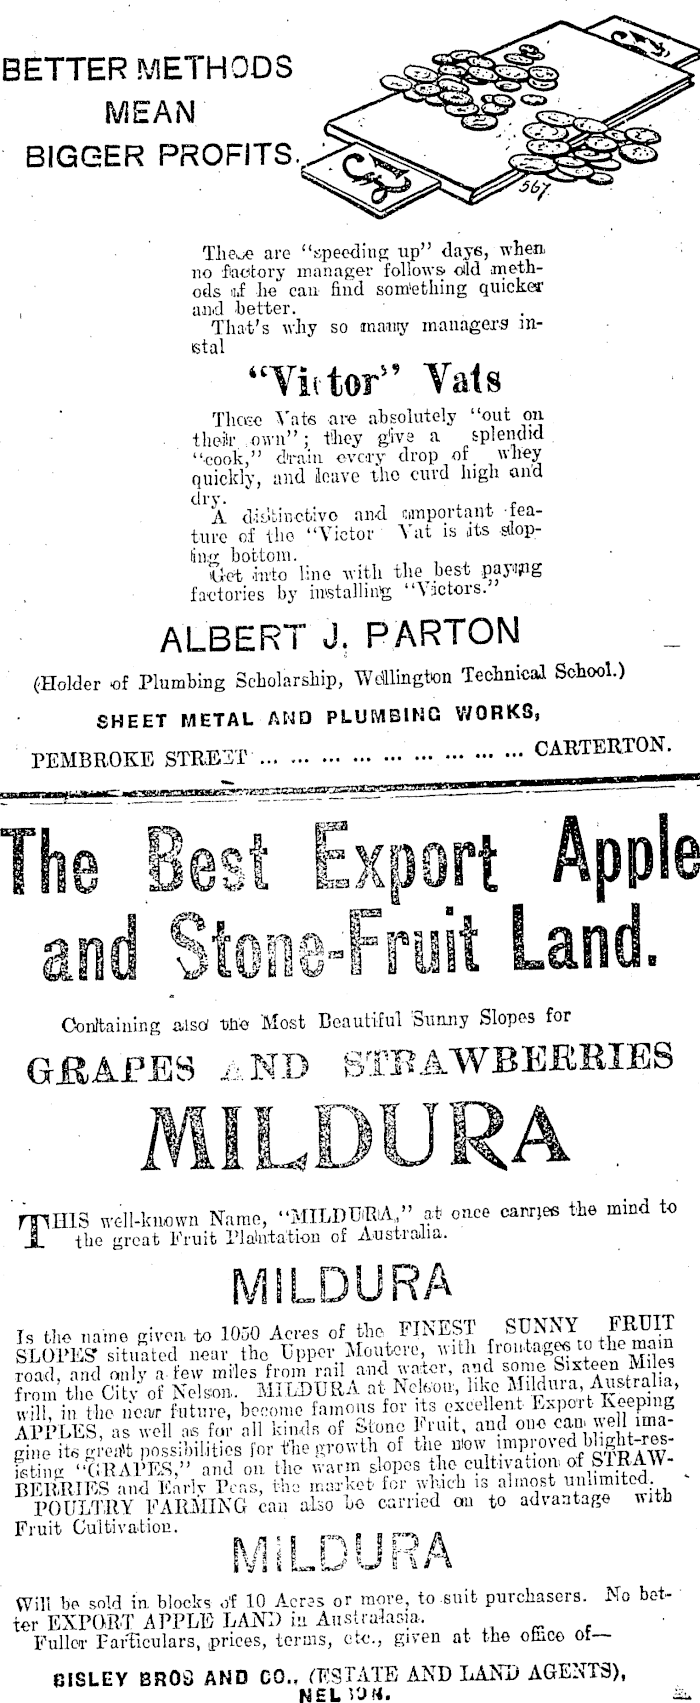 BETTER METHODS
MEAN
BIGGER PROFITS.
567
These are "speeding up" days, when
no factory manager follows old meth-
ods if he can find something quicker
and better.
That's why so many managers in-
stal
"Victor" Vats
These Vats are absolutely "out on
their own"; they give a splendid
"cook," drain every drop of whey
quickly, and leave the curd high and
dry.
A distinctive and important fea-
ture of the "Victor" Vat is its slop-
ing bottom.
Get into line with the best paying
factories by installing "Victors."
ALBERT J. PARTON
(Holder of Plumbing Scholarship, Wellington Technical School.)
SHEET METAL AND PLUMBING WORKS,
PEMBROKE STREET ... ... ... ... ... ... ... ... ... CARTERTON.
The Best Export Apple
and Stone-Fruit Land.
Containing also the Most Beautiful Sunny Slopes for
GRAPES AND STRAWBERRIES
MILDURA
THIS well-known Name, "MILDURA," at once carries the mind to
the great Fruit Plantation of Australia.
MILDURA
Is the name given to 1050 Acres of the FINEST SUNNY FRUIT
SLOPES situated near the Upper Moutere, with frontages to the main
road, and only a few miles from rail and water, and some Sixteen Miles
from the City of Nelson. MILDURA at Nelson, like Mildura, Australia,
will, in the near future, become famous for its excellent Export Keeping
APPLES, as well as for all kinds of Stone Fruit, and one can well ima-
gine its great possibilities for the growth of the now improved blight-res-
isting "GRAPES," and on the warm slopes the cultivation of STRAW-
BERRIES and Early Peas, the market for which is almost unlimited.
POULTRY FARMING can also be carried on to advantage with
Fruit Cultivation.
MILDURA
Will be sold in blocks of 10 Acres or more, to suit purchasers. No bet-
ter EXPORT APPLE LAND in Australasia.
Fuller Particulars, prices, terms, etc., given at the office of—
BISLEY BROS AND CO., (ESTATE AND LAND AGENTS),
NELSON.